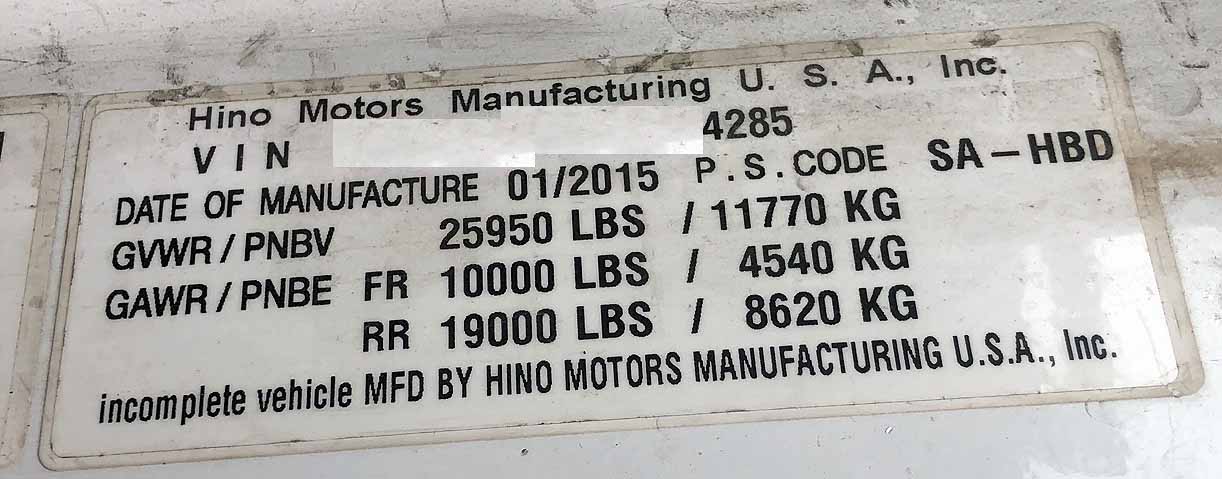 Hino Motors Manufacturing U. S. A., Inc.
VIN 4285
DATE OF MANUFACTURE 01/2015 P.S.CODE SA-HBD
GVWR / PNBV 25950 LBS / 11770 KG
GAWR / PNBE FR 10000 LBS / 4540 KG
RR 19000 LBS / 8620 KG
incomplete vehicle MFD BY HINO MOTORS MANUFACTURING U.S.A., Inc.